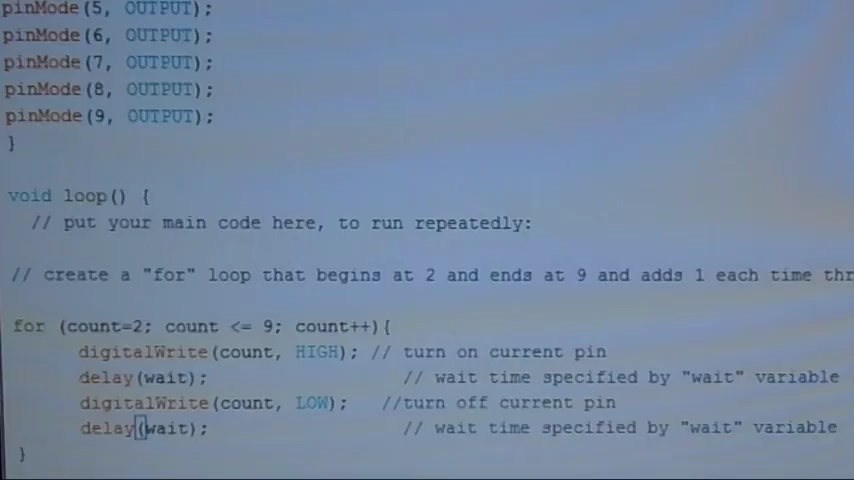 pinMode(5, OUTPUT);
pinMode(6, OUTPUT);
pinMode(7, OUTPUT);
pinMode(8, OUTPUT);
pinMode(9, OUTPUT);
}
void loop() {
// put your main code here, to run repeatedly:
// create a "for" loop that begins at 2 and ends at 9 and adds 1 each time thr
for (count=2; count <= 9; count++){
digitalWrite(count, HIGH); // turn on current pin
delay(wait); // wait time specified by "wait" variable
digitalWrite(count, LOW); //turn off current pin
delay(wait); // wait time specified by "wait" variable
}